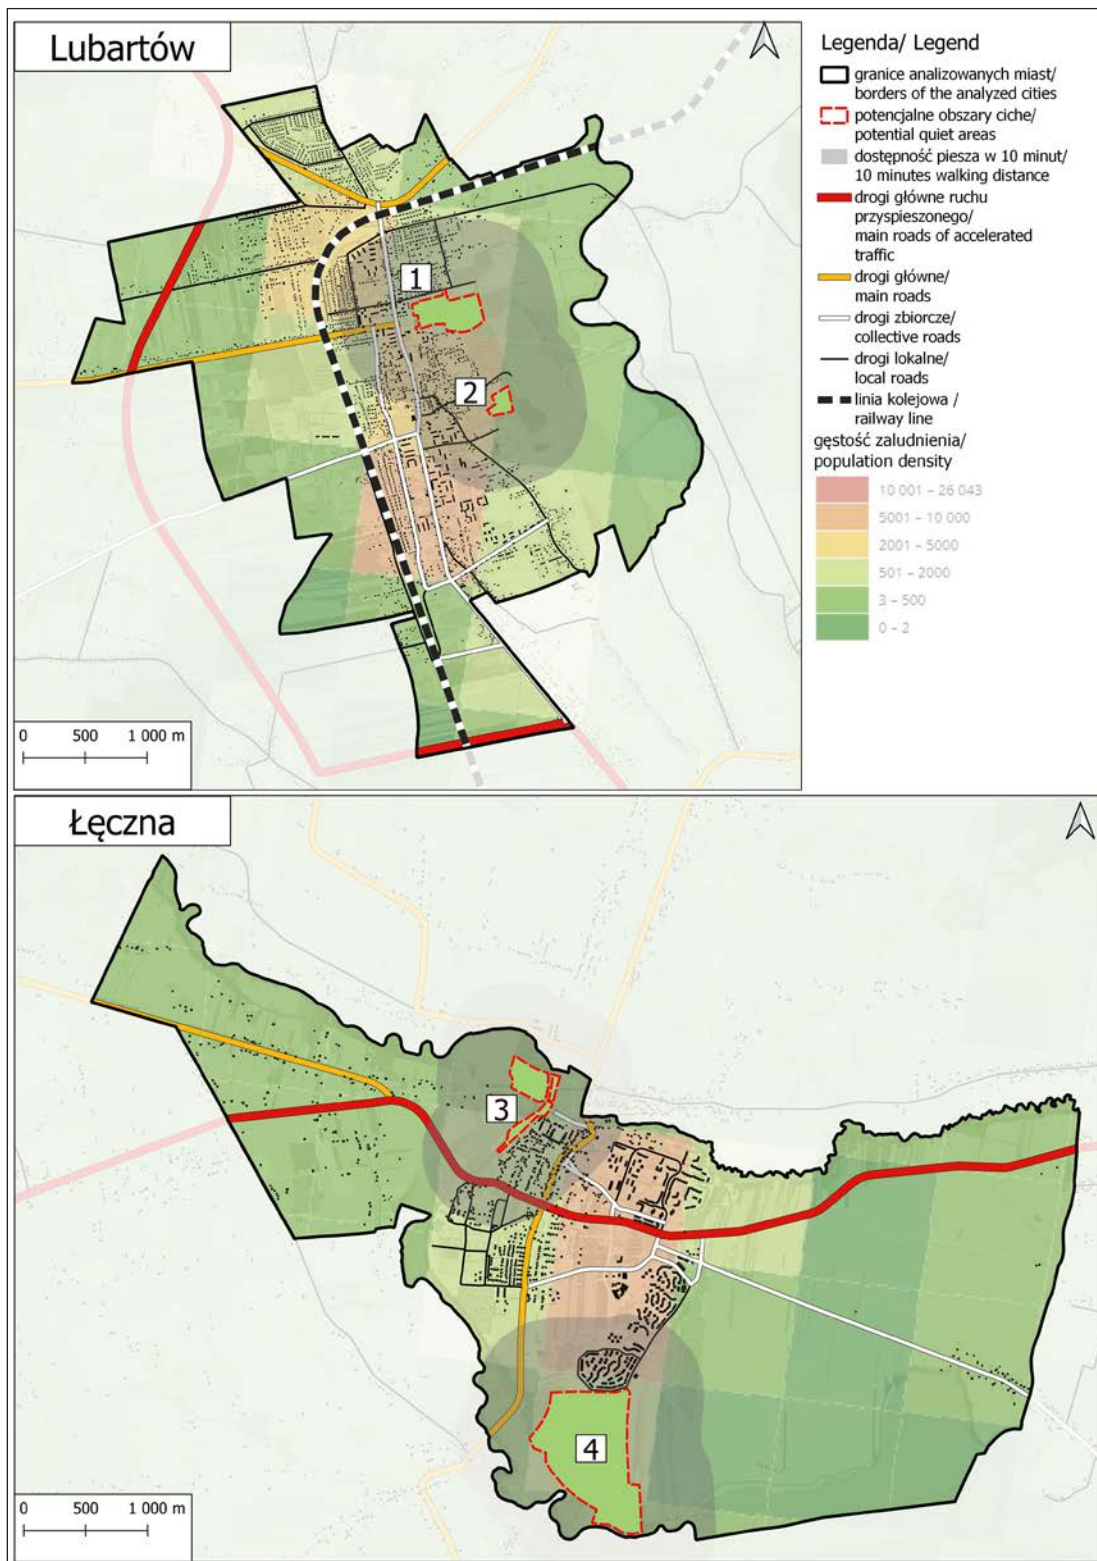 Lubartów
Legenda/ Legend
granice analizowanych miast/
borders of the analyzed cities
potencjalne obszary ciche/
potential quiet areas
dostępność piesza w 10 minut/
10 minutes walking distance
drogi główne ruchu
przyspieszonego/
main roads of accelerated
traffic
drogi główne/
main roads
drogi zbiorcze/
collective roads
drogi lokalne/
local roads
linia kolejowa /
railway line
gęstość zaludnienia/
population density
10 001 – 26 043
5001 – 10 000
2001 – 5000
501 – 2000
3 – 500
0 – 2
1
2
0 500 1 000 m
Łęczna
3
4
0 500 1 000 m